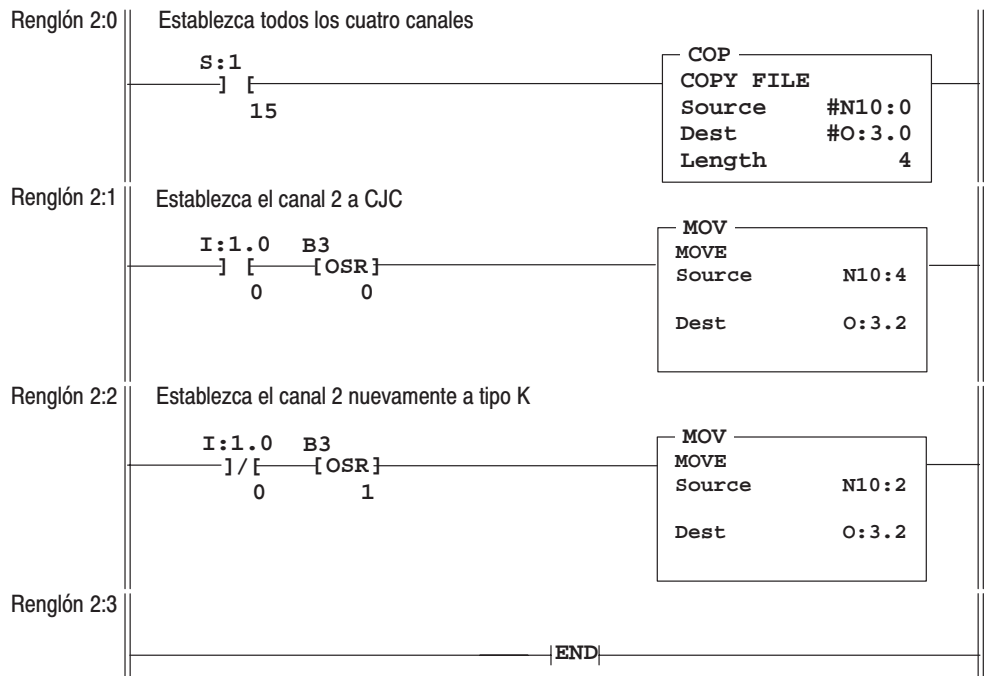 Renglón 2:0 Establezca todos los cuatro canales
S:1
] [
15
COP
COPY FILE
Source #N10:0
Dest #O:3.0
Length 4
Renglón 2:1 Establezca el canal 2 a CJC
I:1.0 B3
] [ [OSR]
0 0
MOV
MOVE
Source N10:4
Dest O:3.2
Renglón 2:2 Establezca el canal 2 nuevamente a tipo K
I:1.0 B3
]/[ [OSR]
0 1
MOV
MOVE
Source N10:2
Dest O:3.2
Renglón 2:3
END